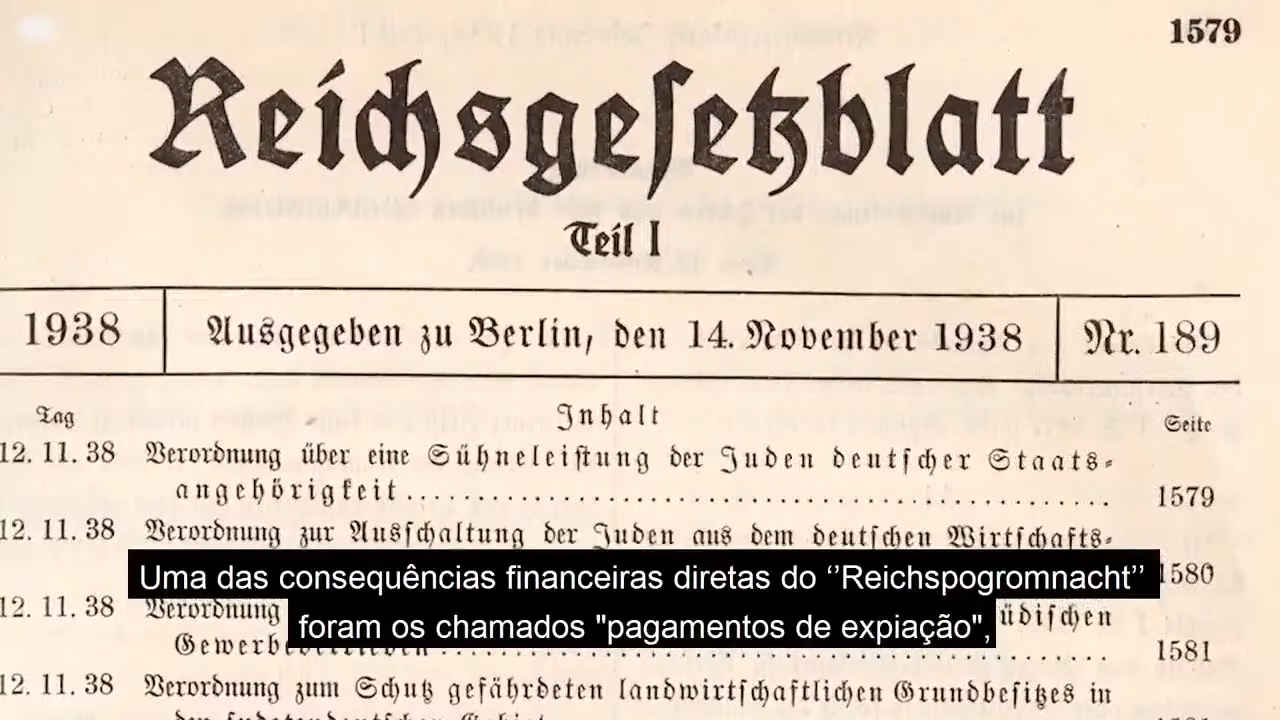 1579
Reichsgesetzblatt
Teil I
1938 Ausgegeben zu Berlin, den 14. November 1938 Nr. 189
Tag Inhalt Seite
12. 11. 38 Verordnung über eine Sühneleistung der Juden deutscher Staats-
angehörigkeit 1579
12. 11. 38 Verordnung zur Ausschaltung der Juden aus dem deutschen Wirtschafts-
1580
Uma das consequências financeiras diretas do ‘’Reichspogromnacht’’
12. 11. 38 Verordnung
foram os chamados "pagamentos de expiação",
1581
12. 11. 38 Verordnung zum Schutz gefährdeten landwirtschaftlichen Grundbesitzes in